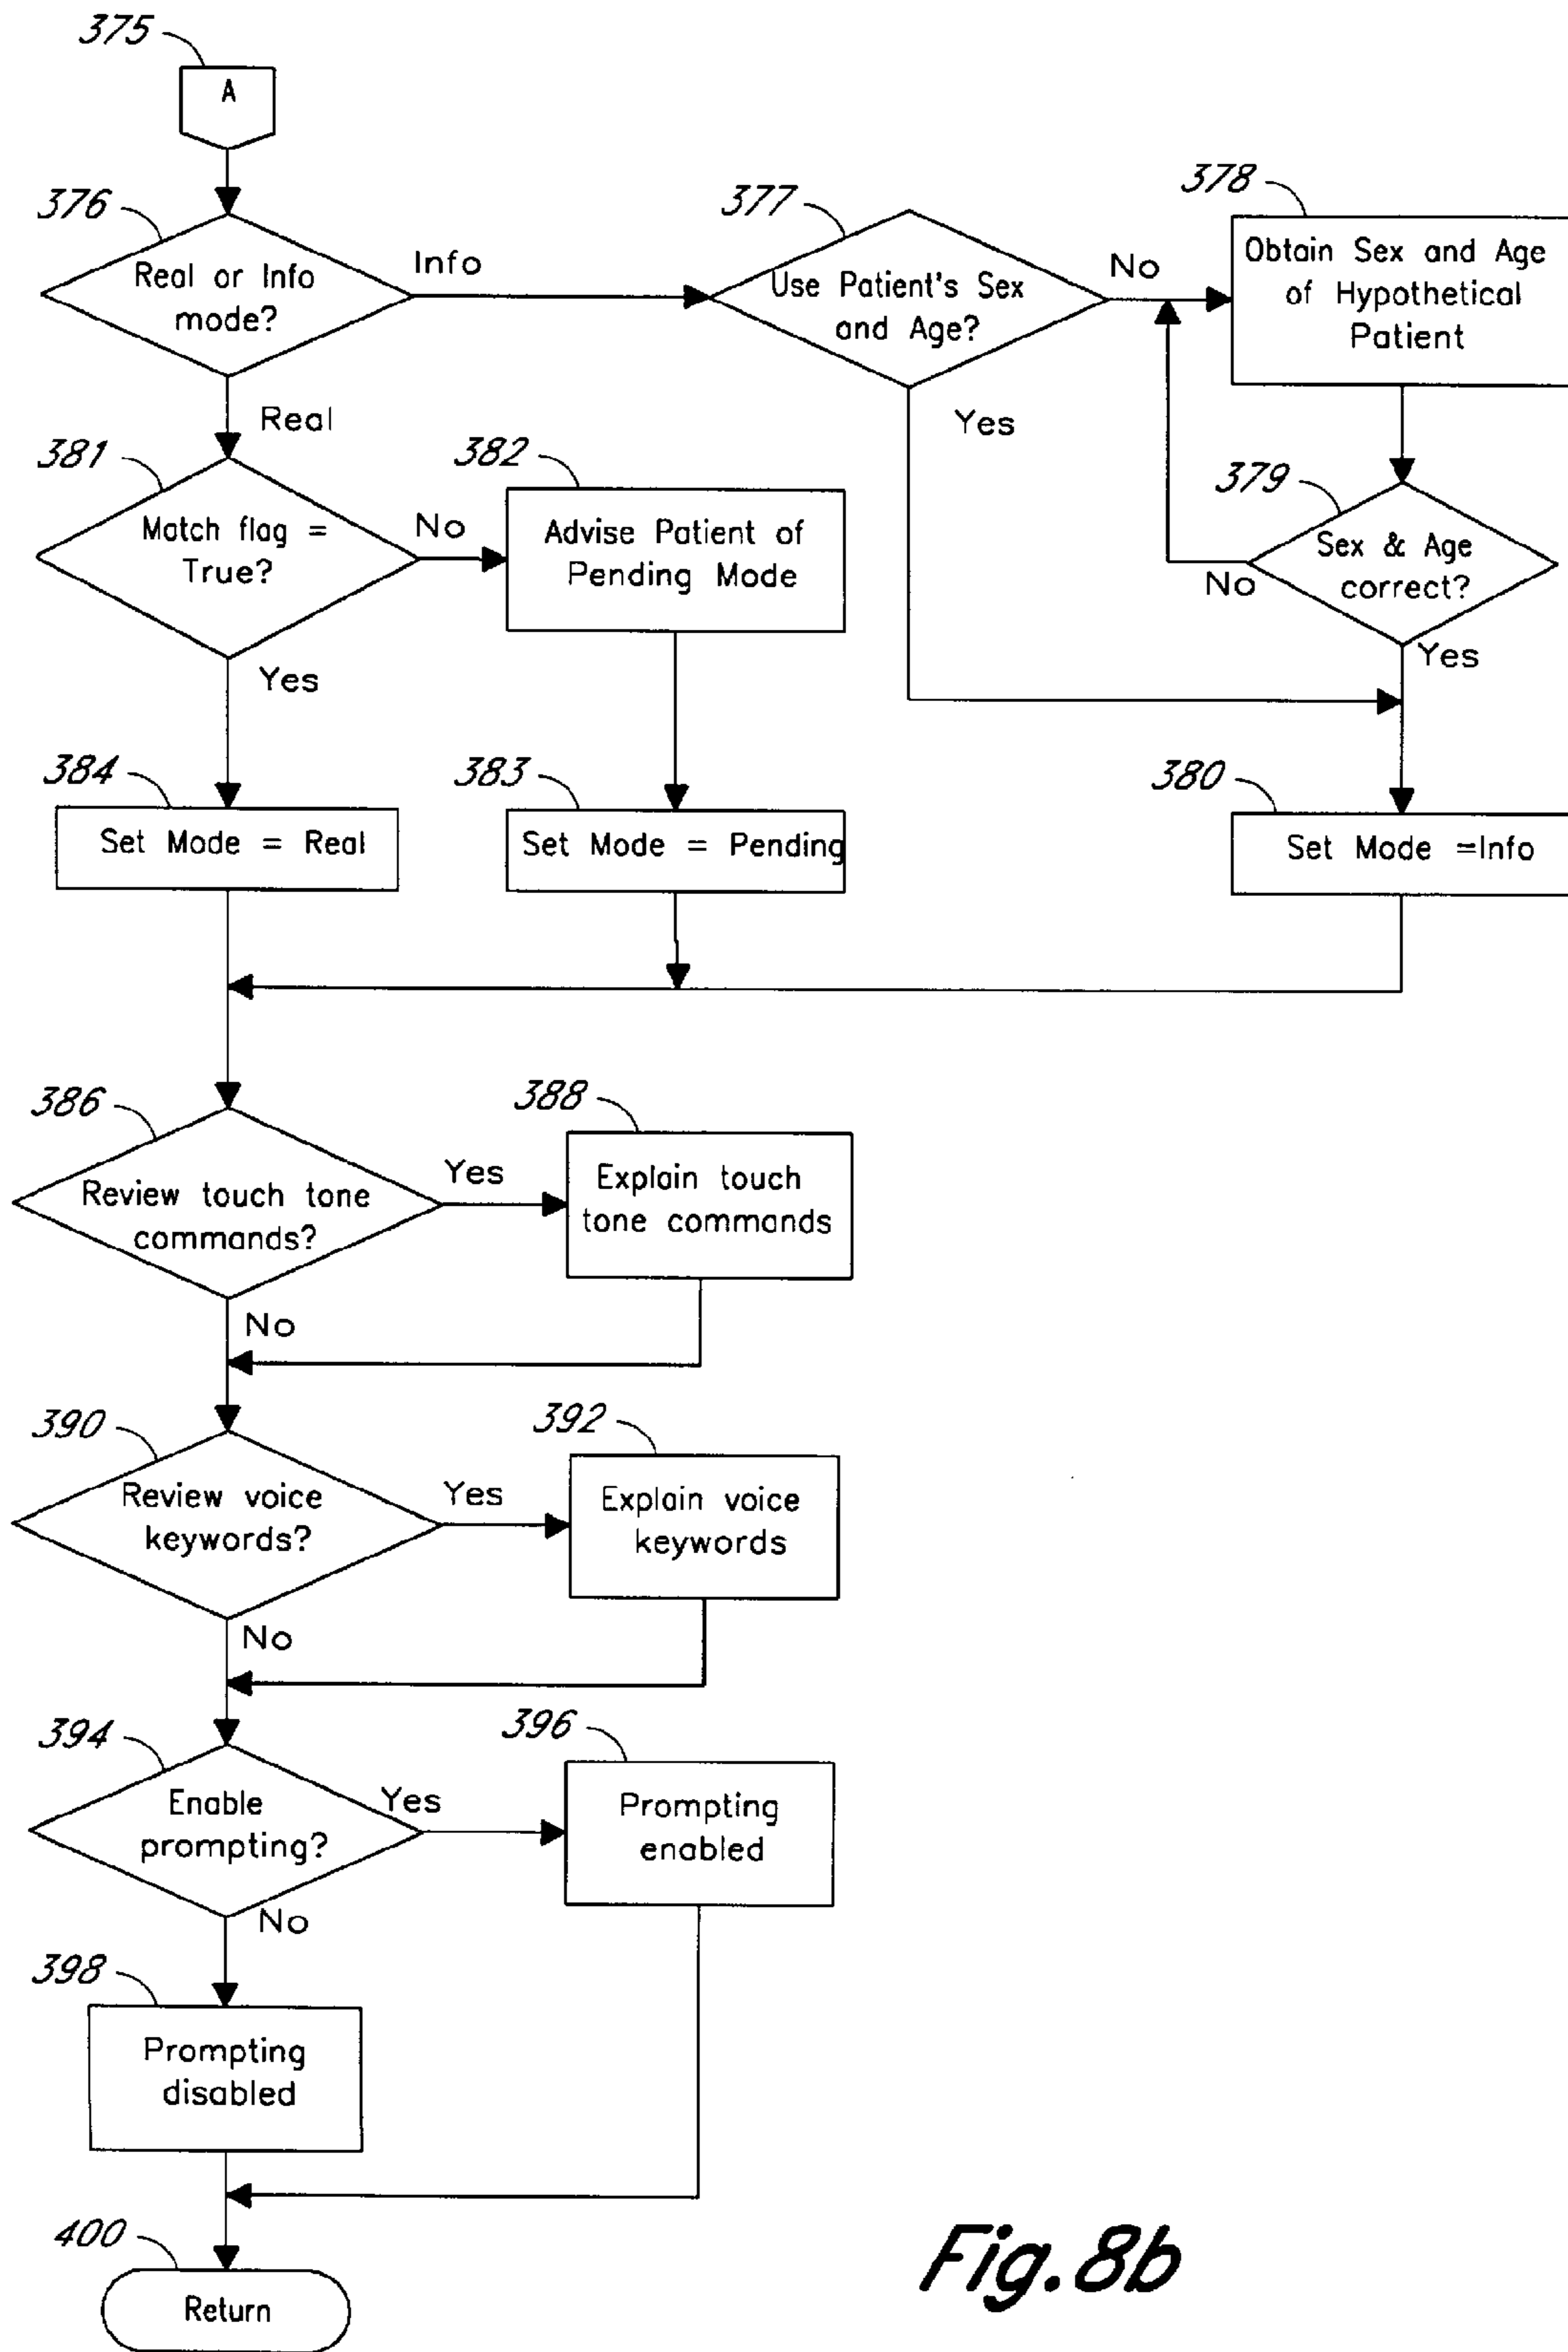 375
A
376
Real or Info
mode?
Info
377
Use Patient's Sex
and Age?
No
378
Obtain Sex and Age
of Hypothetical
Patient
Real
Yes
381
Match flag =
True?
No
382
Advise Patient of
Pending Mode
379
Sex & Age
correct?
No
Yes
Yes
384
Set Mode = Real
383
Set Mode = Pending
380
Set Mode =Info
386
Review touch tone
commands?
Yes
388
Explain touch
tone commands
No
390
Review voice
keywords?
Yes
392
Explain voice
keywords
No
394
Enable
prompting?
Yes
396
Prompting
enabled
No
398
Prompting
disabled
400
Return
Fig.8b